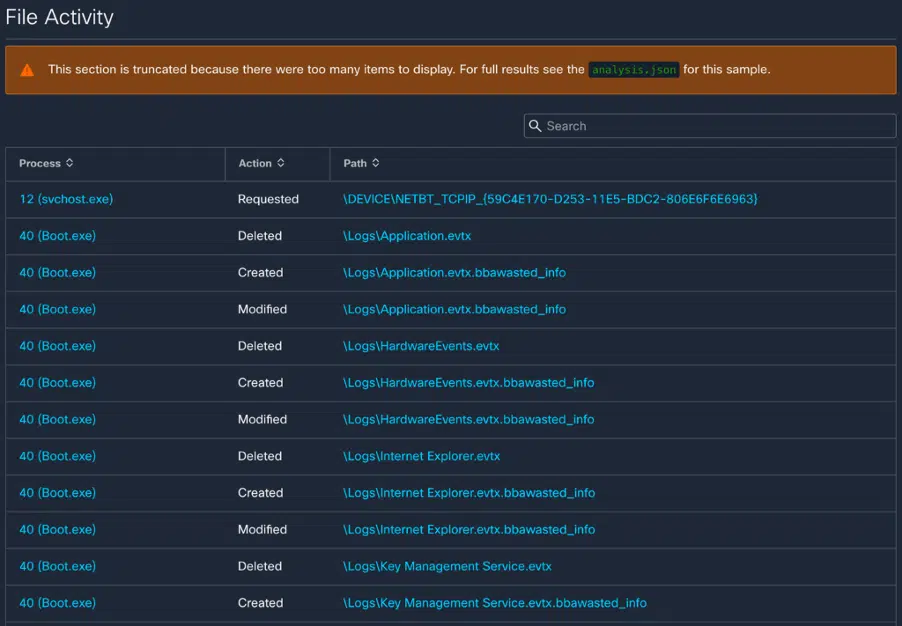 File Activity
This section is truncated because there were too many items to display. For full results see the analysis.json for this sample.
Search
Process Action Path
12 (svchost.exe) Requested \DEVICE\NETBT_TCPIP_{59C4E170-D253-11E5-BDC2-806E6F6E6963}
40 (Boot.exe) Deleted \Logs\Application.evtx
40 (Boot.exe) Created \Logs\Application.evtx.bbawasted_info
40 (Boot.exe) Modified \Logs\Application.evtx.bbawasted_info
40 (Boot.exe) Deleted \Logs\HardwareEvents.evtx
40 (Boot.exe) Created \Logs\HardwareEvents.evtx.bbawasted_info
40 (Boot.exe) Modified \Logs\HardwareEvents.evtx.bbawasted_info
40 (Boot.exe) Deleted \Logs\Internet Explorer.evtx
40 (Boot.exe) Created \Logs\Internet Explorer.evtx.bbawasted_info
40 (Boot.exe) Modified \Logs\Internet Explorer.evtx.bbawasted_info
40 (Boot.exe) Deleted \Logs\Key Management Service.evtx
40 (Boot.exe) Created \Logs\Key Management Service.evtx.bbawasted_info